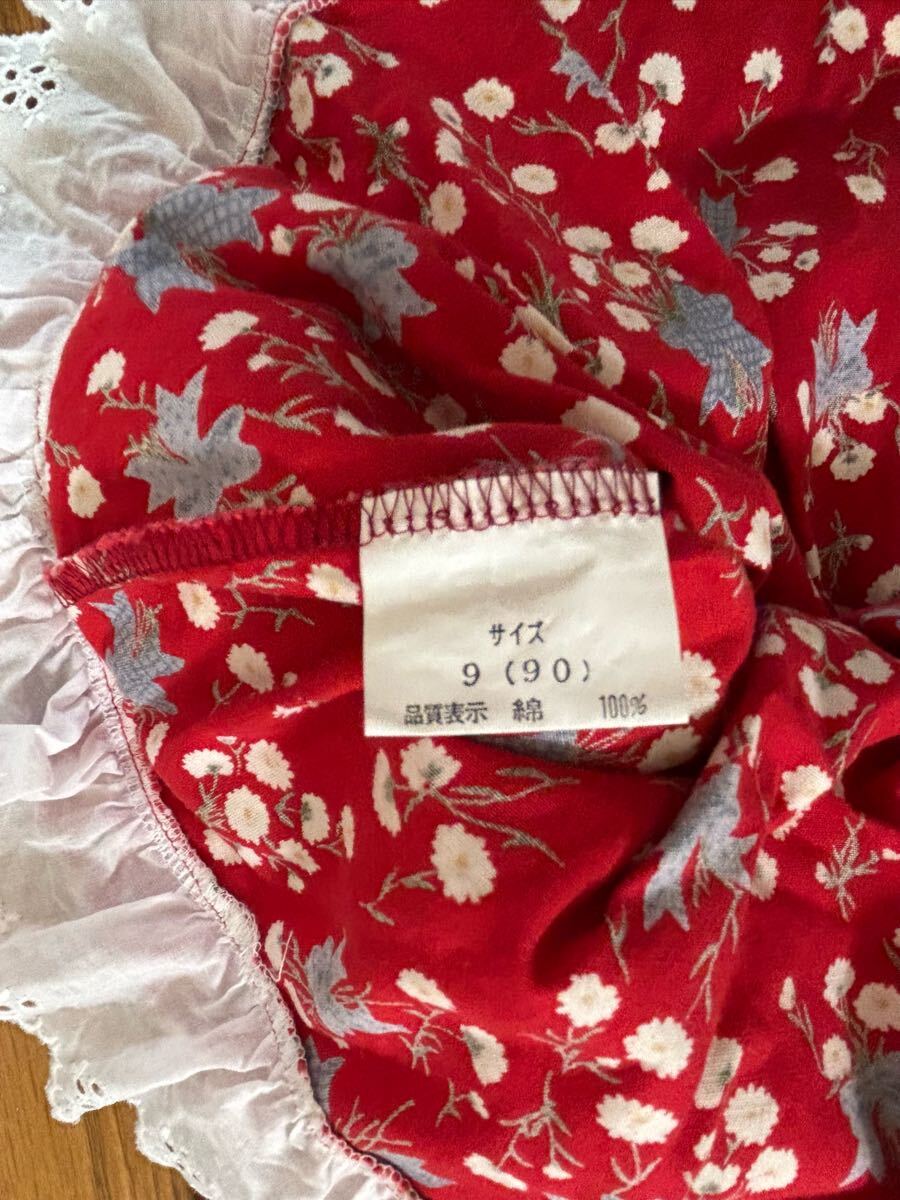 サイズ
9 (90)
品質表示 綿 100%